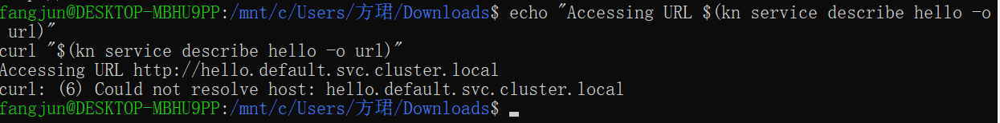 fangjun@DESKTOP-MBHU9PP:/mnt/c/Users/方珺/Downloads$ echo "Accessing URL $(kn service describe hello -o
 url)"
curl "$(kn service describe hello -o url)"
Accessing URL http://hello.default.svc.cluster.local
curl: (6) Could not resolve host: hello.default.svc.cluster.local
fangjun@DESKTOP-MBHU9PP:/mnt/c/Users/方珺/Downloads$